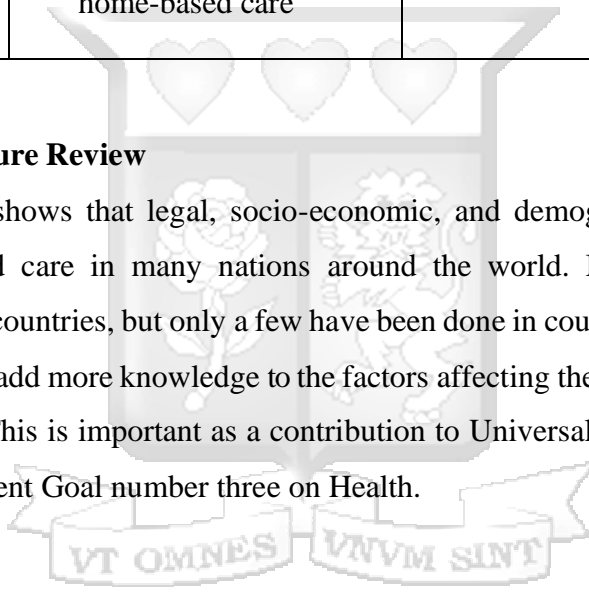 home-based care
ure Review
shows that legal, socio-economic, and demog
d care in many nations around the world.
countries, but only a few have been done in cou
add more knowledge to the factors affecting the
This is important as a contribution to Universal
ent Goal number three on Health.
VT OMNES VNVM SINT